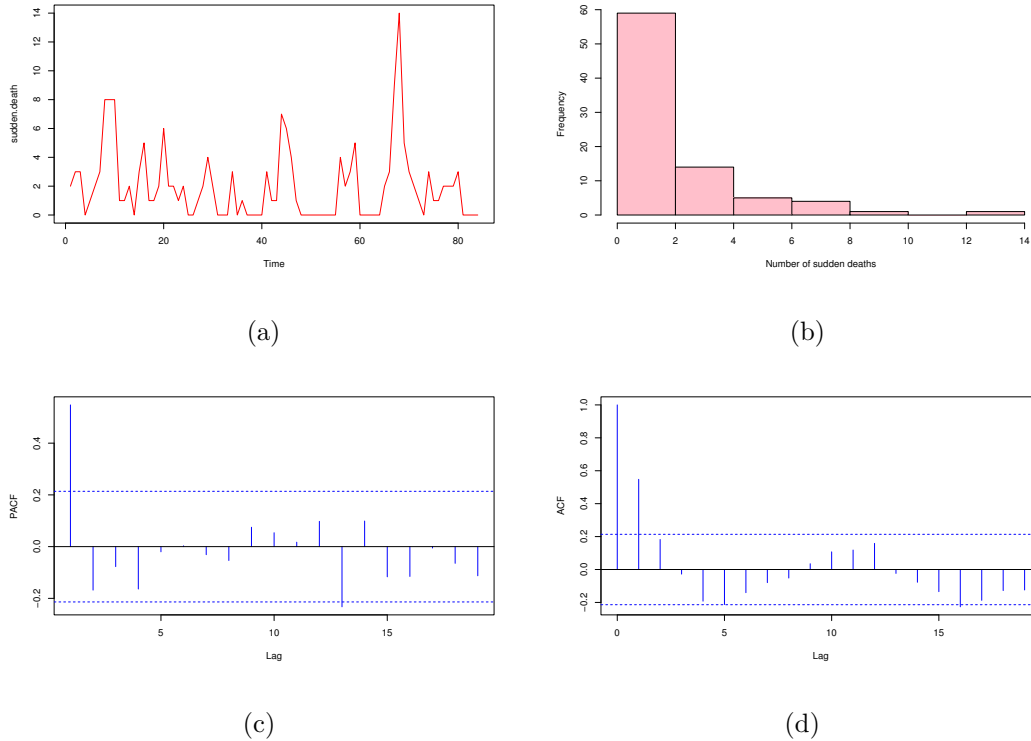 sudden.death
14
12
10
8
6
4
2
0
0 20 40 60 80
Time
(a)
Frequency
60
50
40
30
20
10
0
0 2 4 6 8 10 12 14
Number of sudden deaths
(b)
PACF
0.4
0.2
0.0
−0.2
5 10 15
Lag
(c)
ACF
1.0
0.8
0.6
0.4
0.2
0.0
−0.2
0 5 10 15
Lag
(d)